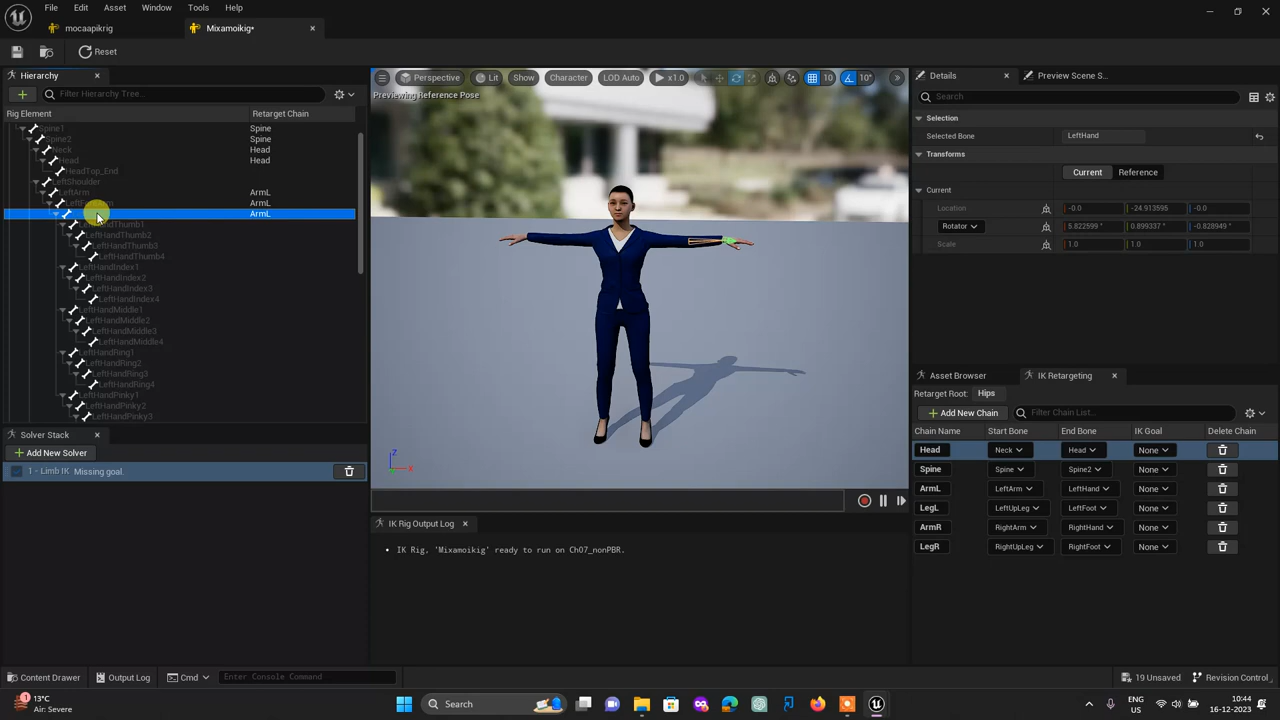 File Edit Asset Window Tools Help
mocaapikrig
Mixamoikig•
Reset
Hierarchy
Filter Hierarchy Tree...
Rig Element Retarget Chain
Spine1 Spine
Spine2 Spine
Neck Head
Head Head
HeadTop_End
LeftShoulder
LeftArm ArmL
ArmL
ArmL
LeftHandThumb2
LeftHandThumb3
LeftHandThumb4
LeftHandIndex1
LeftHandIndex2
LeftHandIndex3
LeftHandIndex4
LeftHandMiddle1
LeftHandMiddle2
LeftHandMiddle3
LeftHandMiddle4
LeftHandRing1
LeftHandRing2
LeftHandRing3
LeftHandRing4
LeftHandPinky1
LeftHandPinky2
LeftHandPinky3
Solver Stack
Add New Solver
1 - Limb IK Missing goal.
Perspective Lit Show Character LOD Auto x1.0 10 10°
Previewing Reference Pose
Z
X
IK Rig Output Log
• IK Rig, 'Mixamoikig' ready to run on Ch07_nonPBR.
Details
Preview Scene S...
Search
Selection
Selected Bone LeftHand
Transforms
Current Reference
Current
Location -0.0 -24.913595 -0.0
Rotator 5.822599 ° 0.899337 ° -0.828949 °
Scale 1.0 1.0 1.0
Asset Browser
IK Retargeting
Retarget Root: Hips
Add New Chain
Filter Chain List...
Chain Name Start Bone End Bone IK Goal Delete Chain
Head Neck Head None
Spine Spine Spine2 None
ArmL LeftArm LeftHand None
LegL LeftUpLeg LeftFoot None
ArmR RightArm RightHand None
LegR RightUpLeg RightFoot None
Content Drawer Output Log Cmd Enter Console Command
19 Unsaved Revision Control
1
13°C
Air: Severe
Search
ENG
US
10:44
16-12-2023